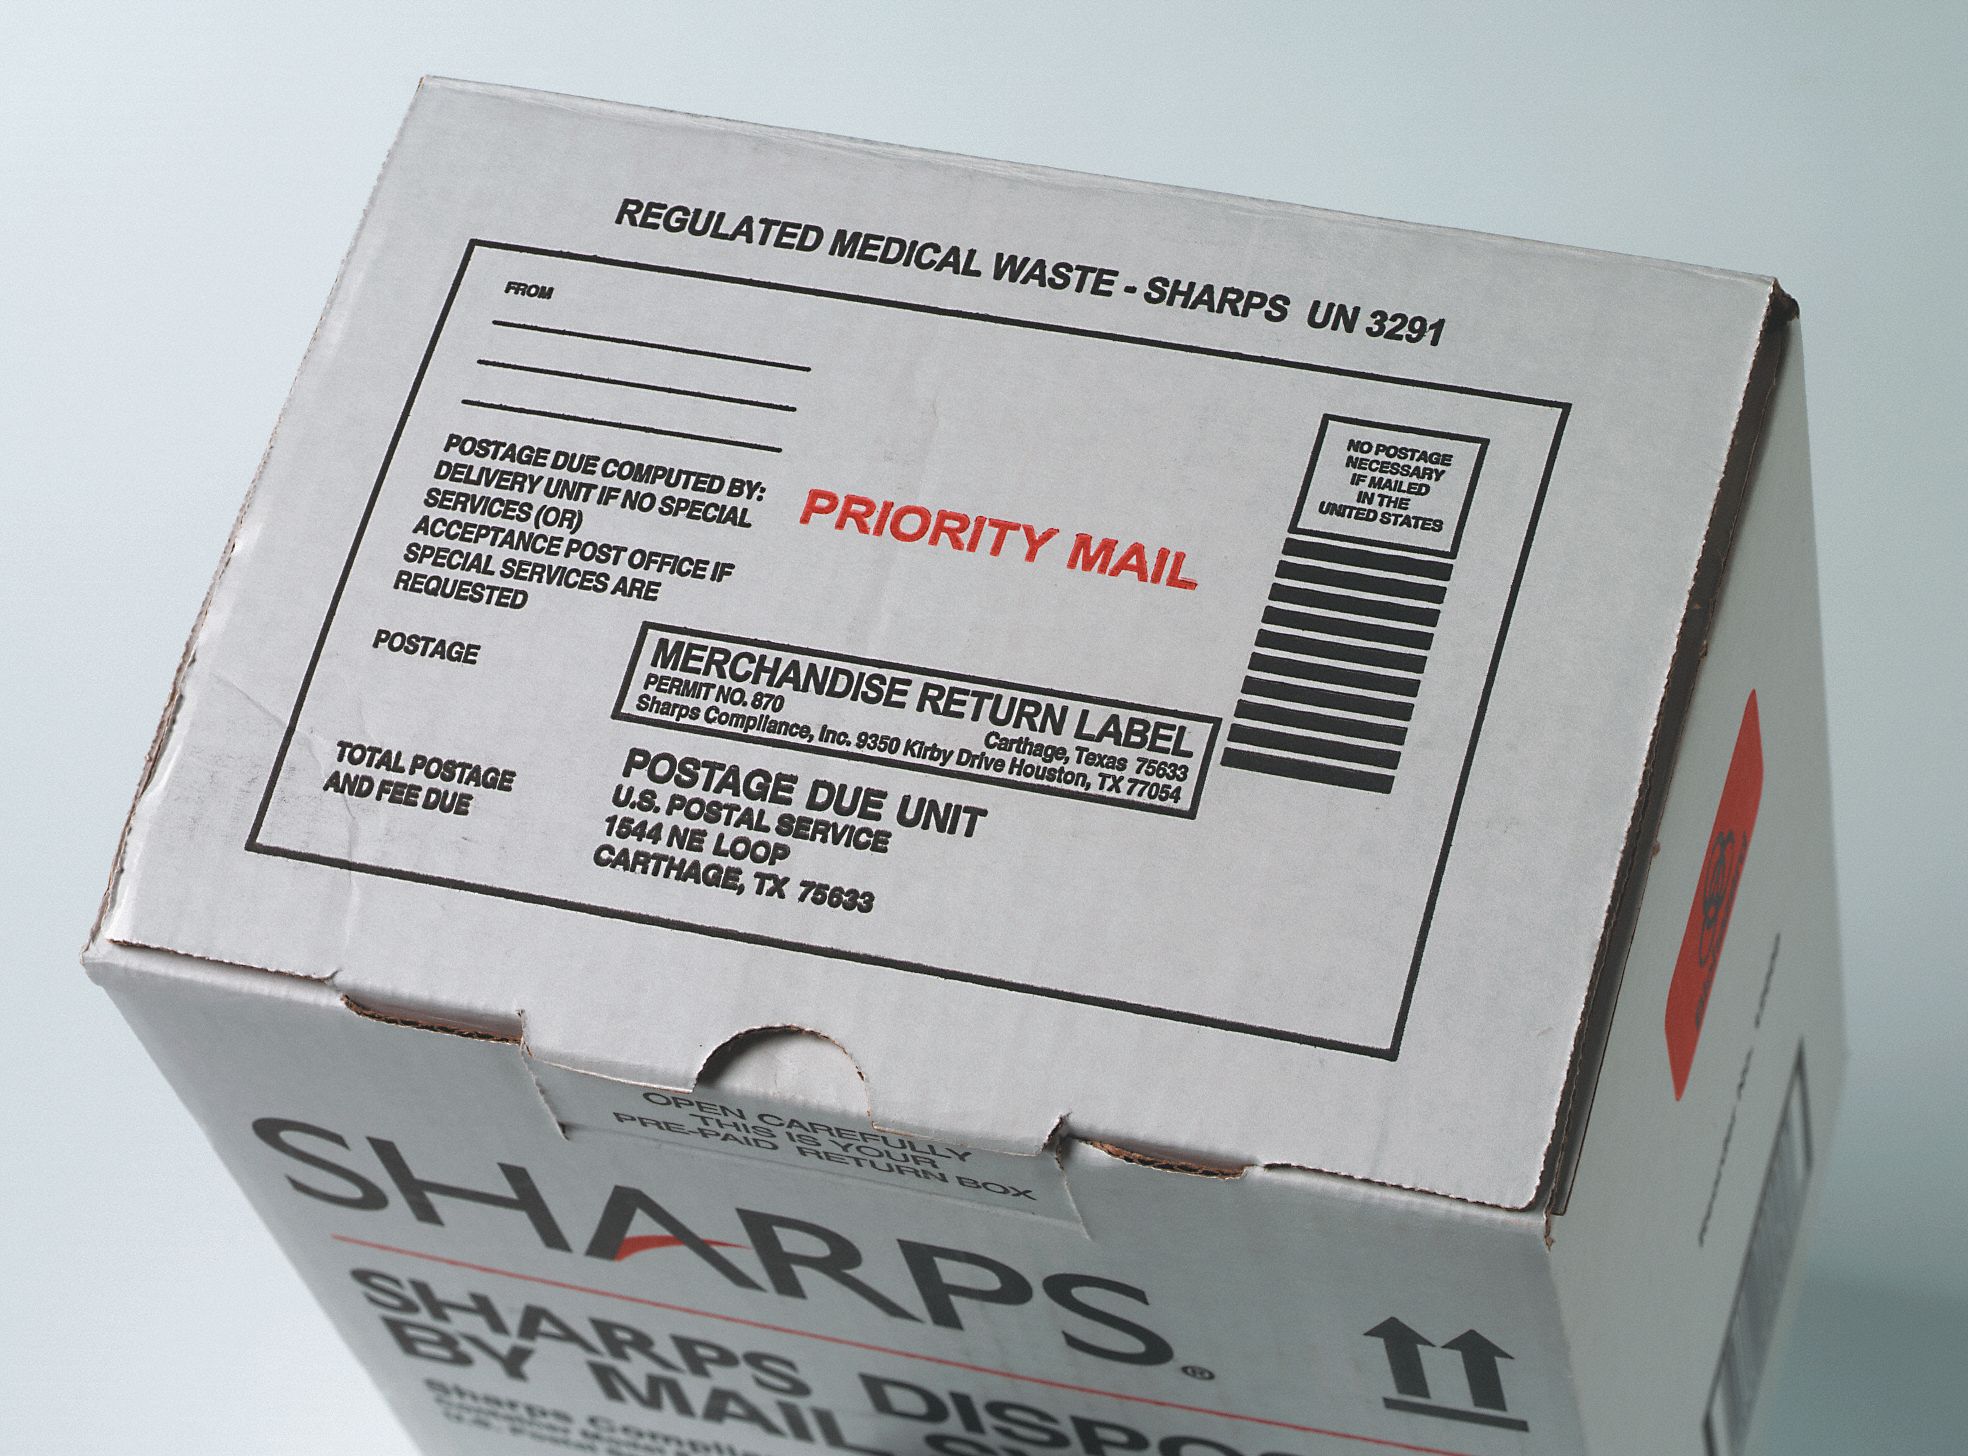 REGULATED MEDICAL WASTE - SHARPS UN 3291
FROM
POSTAGE DUE COMPUTED BY:
DELIVERY UNIT IF NO SPECIAL
SERVICES (OR)
ACCEPTANCE POST OFFICE IF
SPECIAL SERVICES ARE
REQUESTED
POSTAGE
TOTAL POSTAGE
AND FEE DUE
PRIORITY MAIL
NO POSTAGE
NECESSARY
IF MAILED
IN THE
UNITED STATES
MERCHANDISE RETURN LABEL
PERMIT NO. 870
Carthage, Texas 75633
Sharps Compliance, Inc. 9350 Kirby Drive Houston, TX 77054
POSTAGE DUE UNIT
U.S. POSTAL SERVICE
1544 NE LOOP
CARTHAGE, TX 75633
OPEN CAREFULLY
THIS IS YOUR
PRE-PAID RETURN BOX
SHARPS®
SHARPS
BY MAIL
Sharps
U.S. Postal